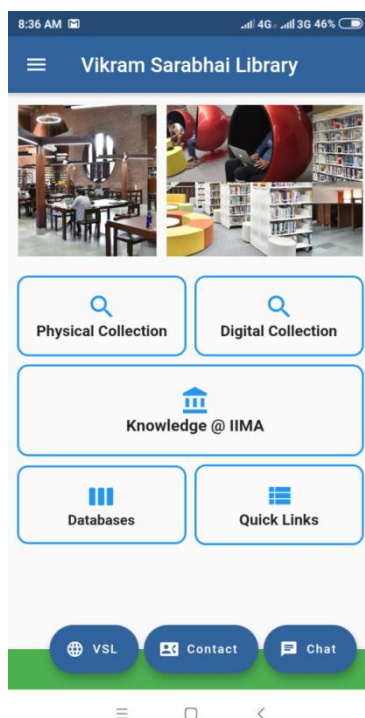 8:36 AM 4G 3G 46%
Vikram Sarabhai Library
Physical Collection Digital Collection
Knowledge @ IIMA
Databases Quick Links
VSL Contact Chat